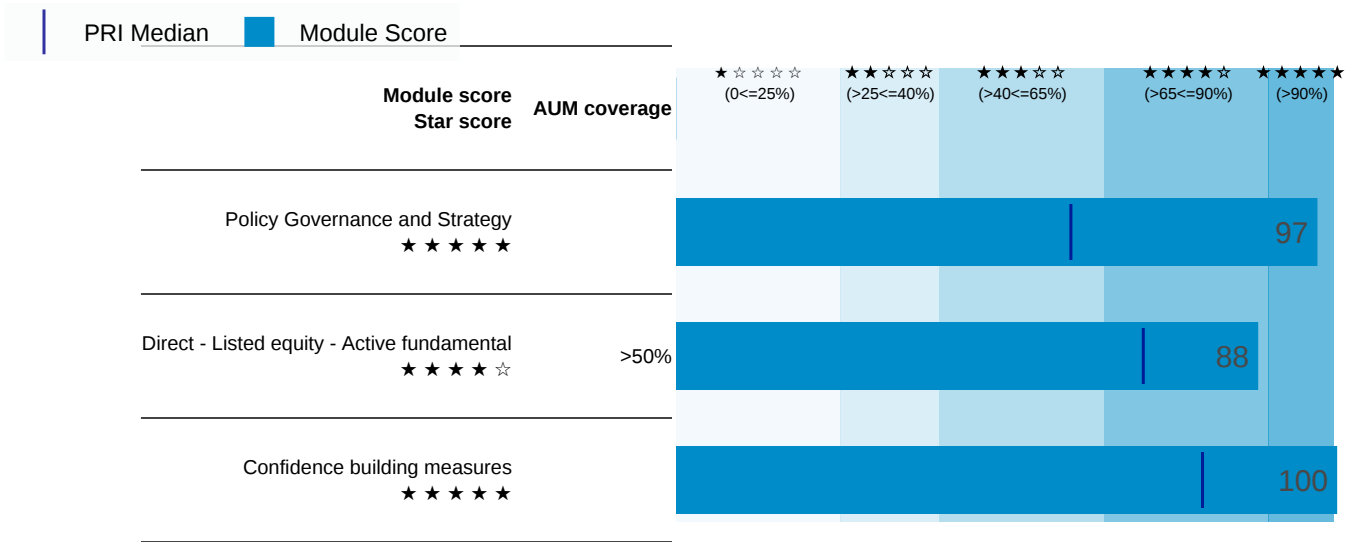 PRI Median Module Score
★☆☆☆☆ ★★☆☆☆ ★★★☆☆ ★★★★☆ ★★★★★
(0<=25%) (>25<=40%) (>40<=65%) (>65<=90%) (>90%)
Module score
Star score
AUM coverage
Policy Governance and Strategy
★★★★★
97
Direct - Listed equity - Active fundamental
★★★★☆
>50%
88
Confidence building measures
★★★★★
100